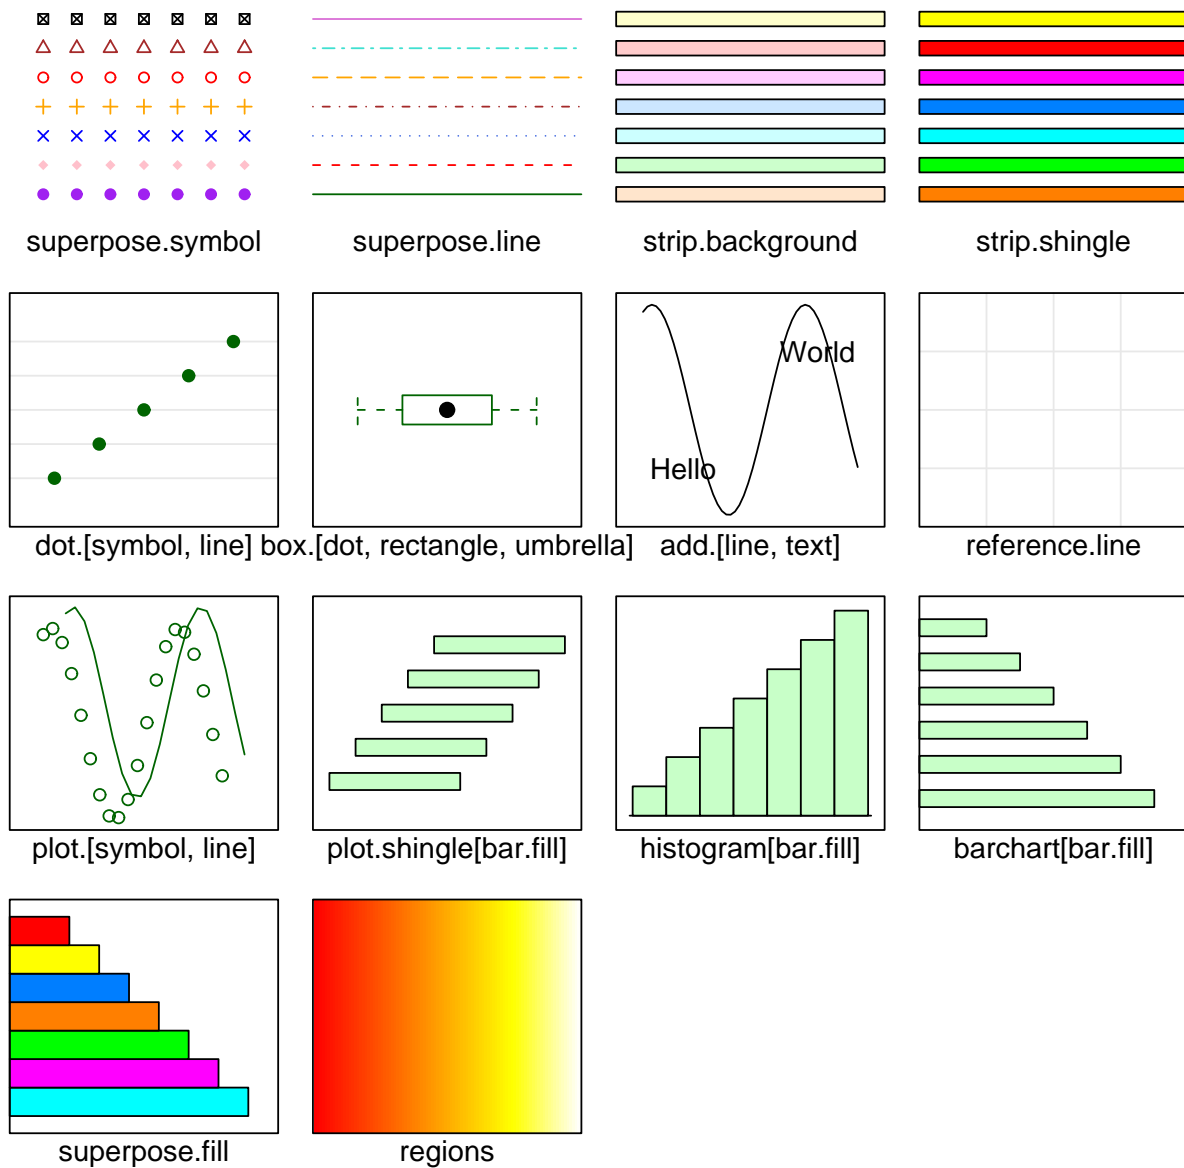 superpose.symbol
superpose.line
strip.background
strip.shingle
World
Hello
dot.[symbol, line]
box.[dot, rectangle, umbrella]
add.[line, text]
reference.line
plot.[symbol, line]
plot.shingle[bar.fill]
histogram[bar.fill]
barchart[bar.fill]
superpose.fill
regions